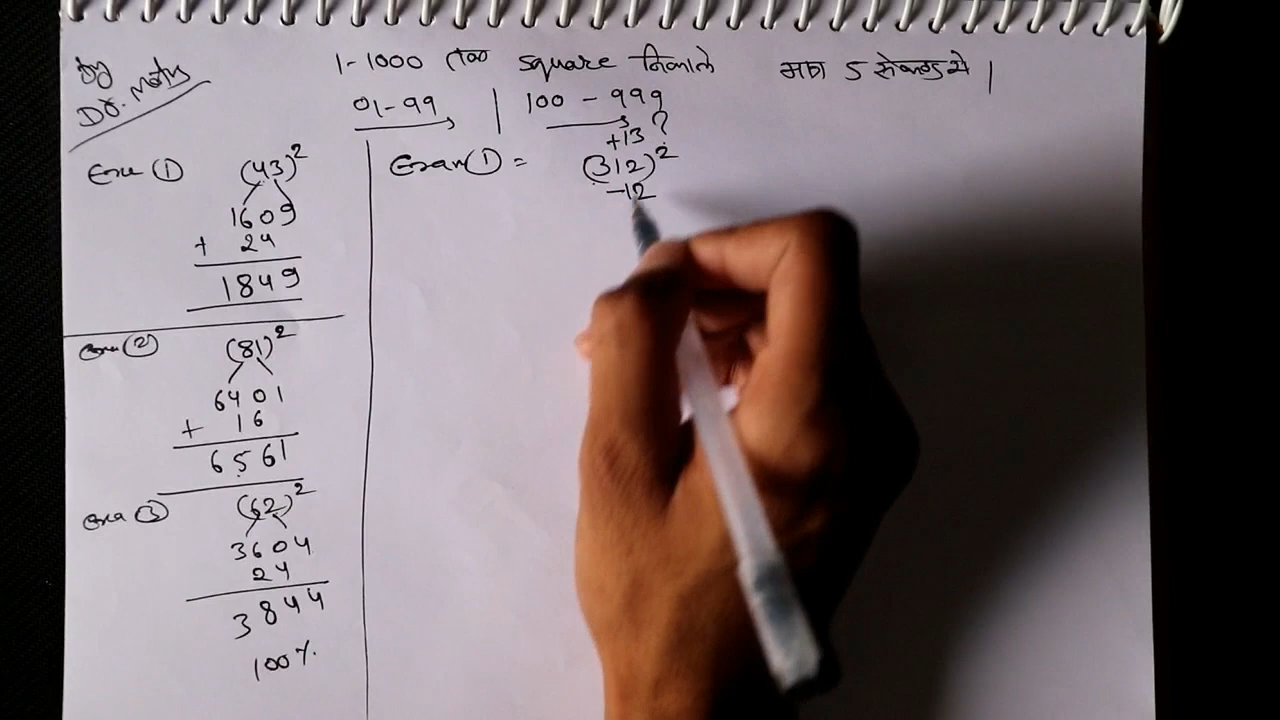 By
Dr. Maths
1-1000 तक square निकाले मात्र 5 सेकण्ड मे |
01-99 | 100 - 999
?
Exam ① = (312)²
+13
-12
Exa ① (43)²
1609
+ 24
1849
Exa ② (81)²
6401
+ 16
6561
Exa ③ (62)²
3604
24
3844
100%.